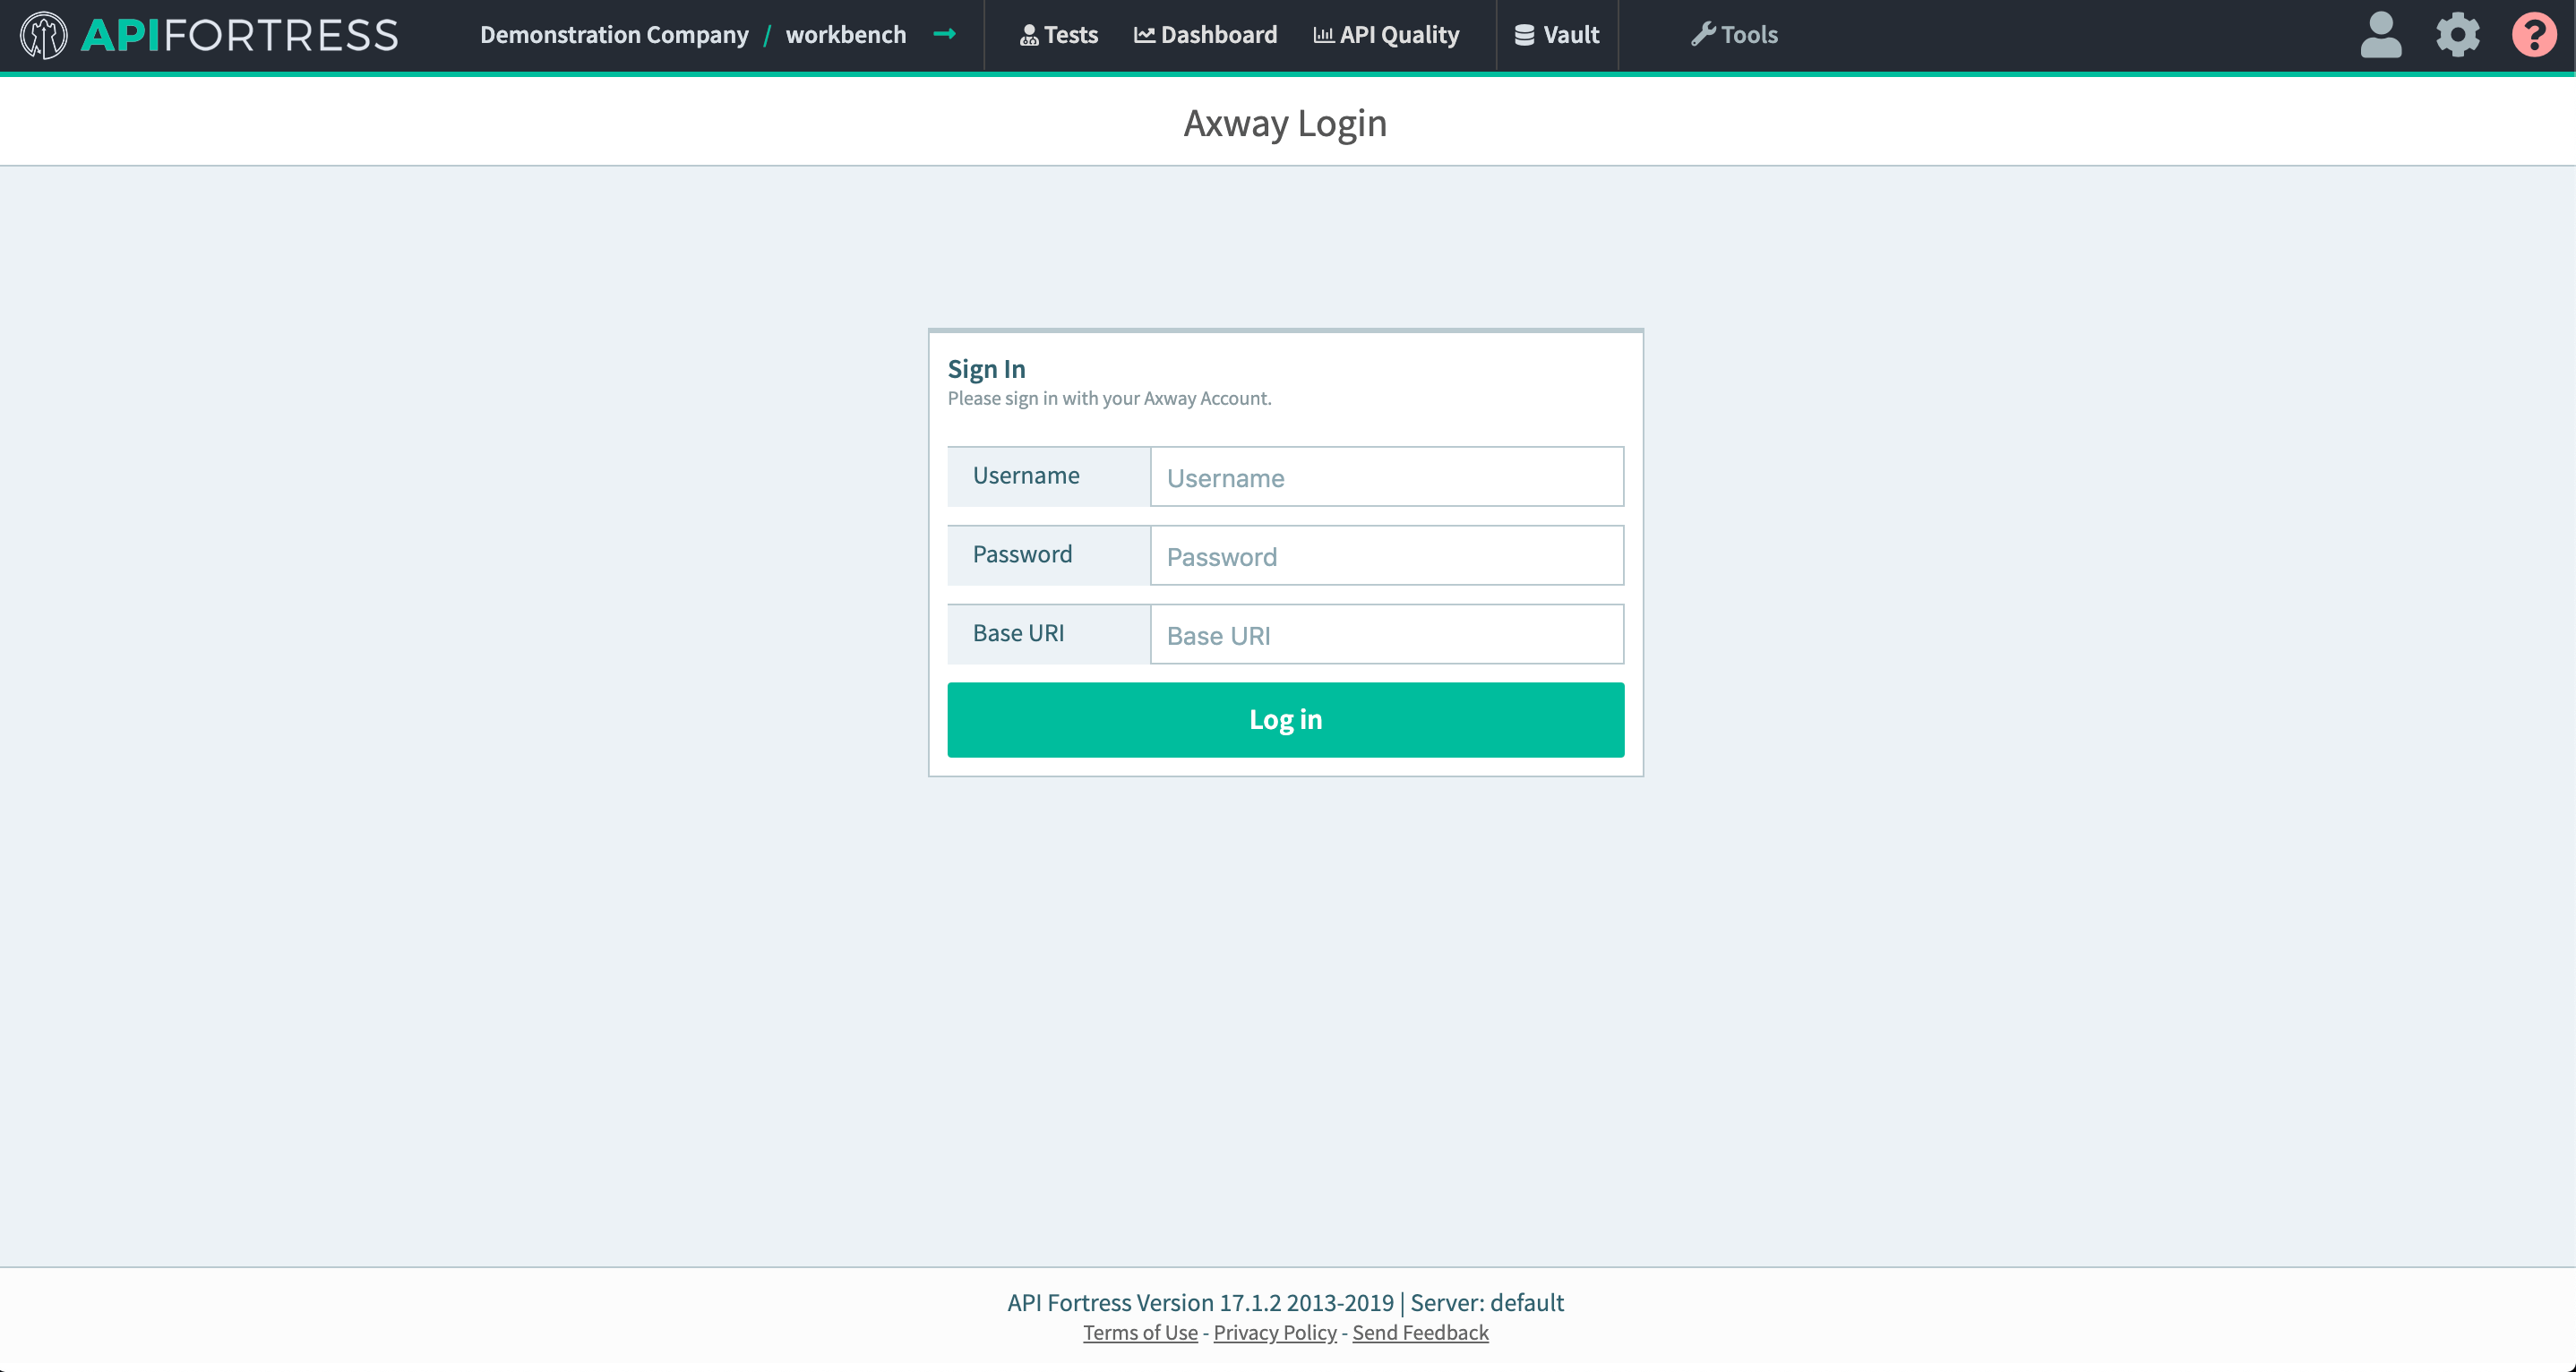 APIFORTRESS
Demonstration Company / workbench
Tests
Dashboard
API Quality
Vault
Tools
?
Axway Login
Sign In
Please sign in with your Axway Account.
Username
Username
Password
Password
Base URI
Base URI
Log in
API Fortress Version 17.1.2 2013-2019 | Server: default
Terms of Use - Privacy Policy - Send Feedback